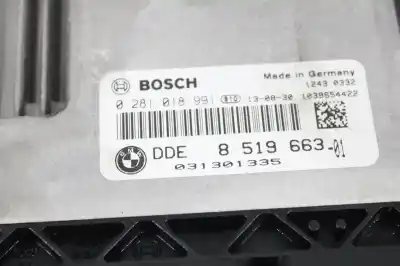 BOSCH
Made in Germany
1243 0332
0 281 018 991 13-08-30 1039S54422
DDE 8 519 663-01
031301335